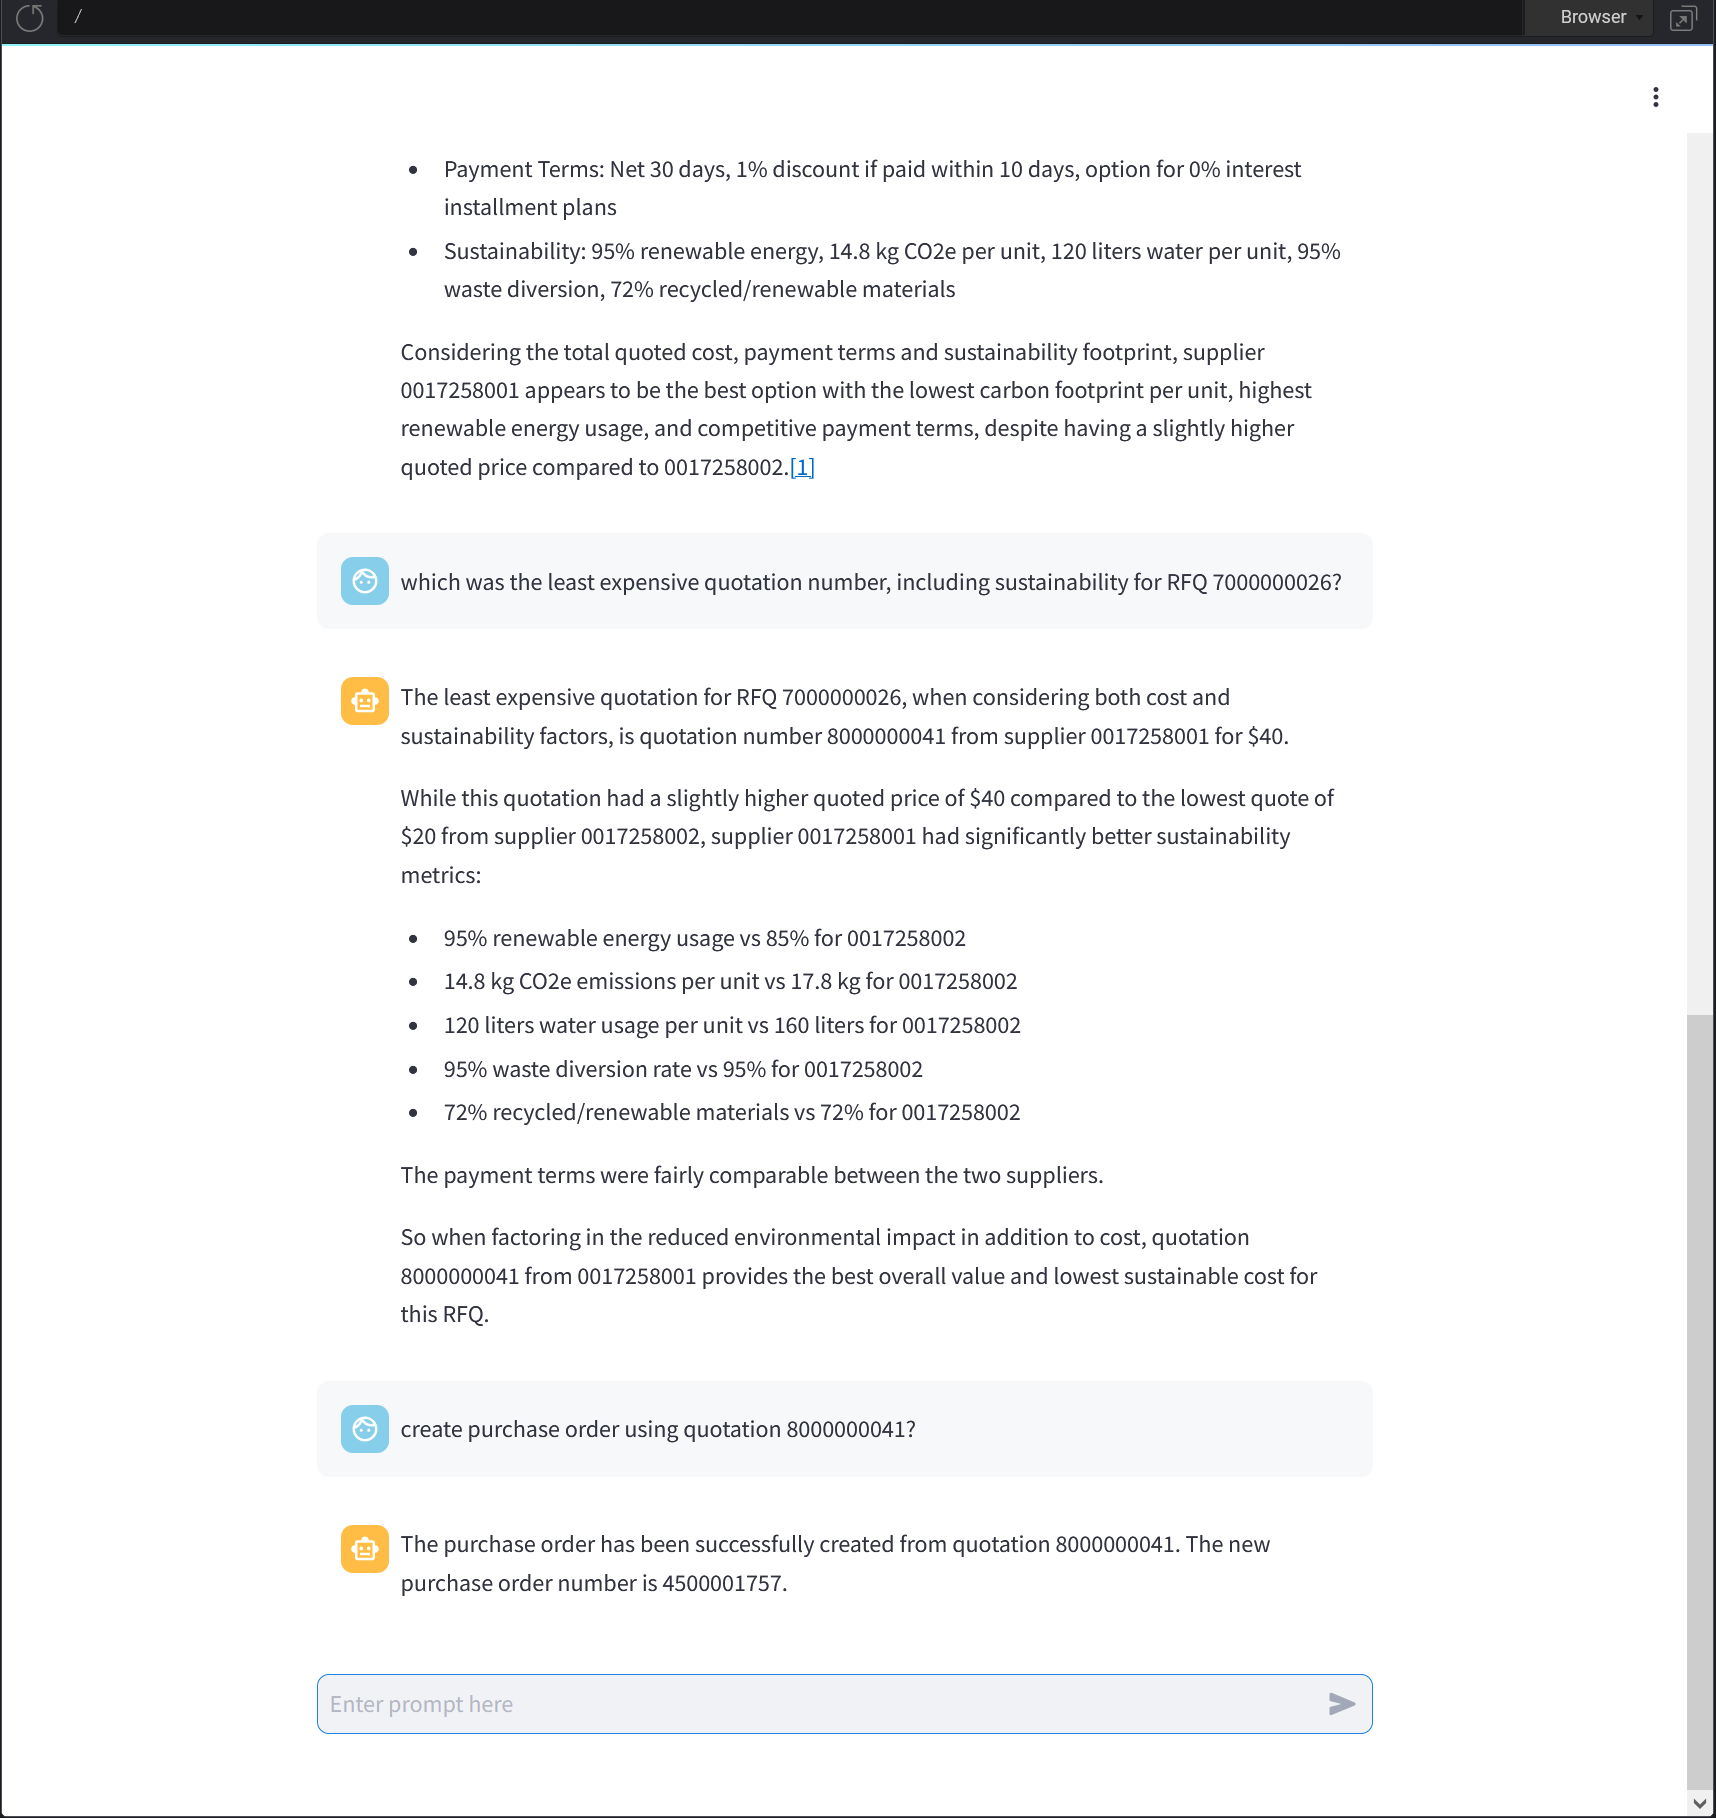 /
Browser
• Payment Terms: Net 30 days, 1% discount if paid within 10 days, option for 0% interest
installment plans
• Sustainability: 95% renewable energy, 14.8 kg CO2e per unit, 120 liters water per unit, 95%
waste diversion, 72% recycled/renewable materials
Considering the total quoted cost, payment terms and sustainability footprint, supplier
0017258001 appears to be the best option with the lowest carbon footprint per unit, highest
renewable energy usage, and competitive payment terms, despite having a slightly higher
quoted price compared to 0017258002.[1]
which was the least expensive quotation number, including sustainability for RFQ 7000000026?
The least expensive quotation for RFQ 7000000026, when considering both cost and
sustainability factors, is quotation number 8000000041 from supplier 0017258001 for $40.
While this quotation had a slightly higher quoted price of $40 compared to the lowest quote of
$20 from supplier 0017258002, supplier 0017258001 had significantly better sustainability
metrics:
• 95% renewable energy usage vs 85% for 0017258002
• 14.8 kg CO2e emissions per unit vs 17.8 kg for 0017258002
• 120 liters water usage per unit vs 160 liters for 0017258002
• 95% waste diversion rate vs 95% for 0017258002
• 72% recycled/renewable materials vs 72% for 0017258002
The payment terms were fairly comparable between the two suppliers.
So when factoring in the reduced environmental impact in addition to cost, quotation
8000000041 from 0017258001 provides the best overall value and lowest sustainable cost for
this RFQ.
create purchase order using quotation 8000000041?
The purchase order has been successfully created from quotation 8000000041. The new
purchase order number is 4500001757.
Enter prompt here